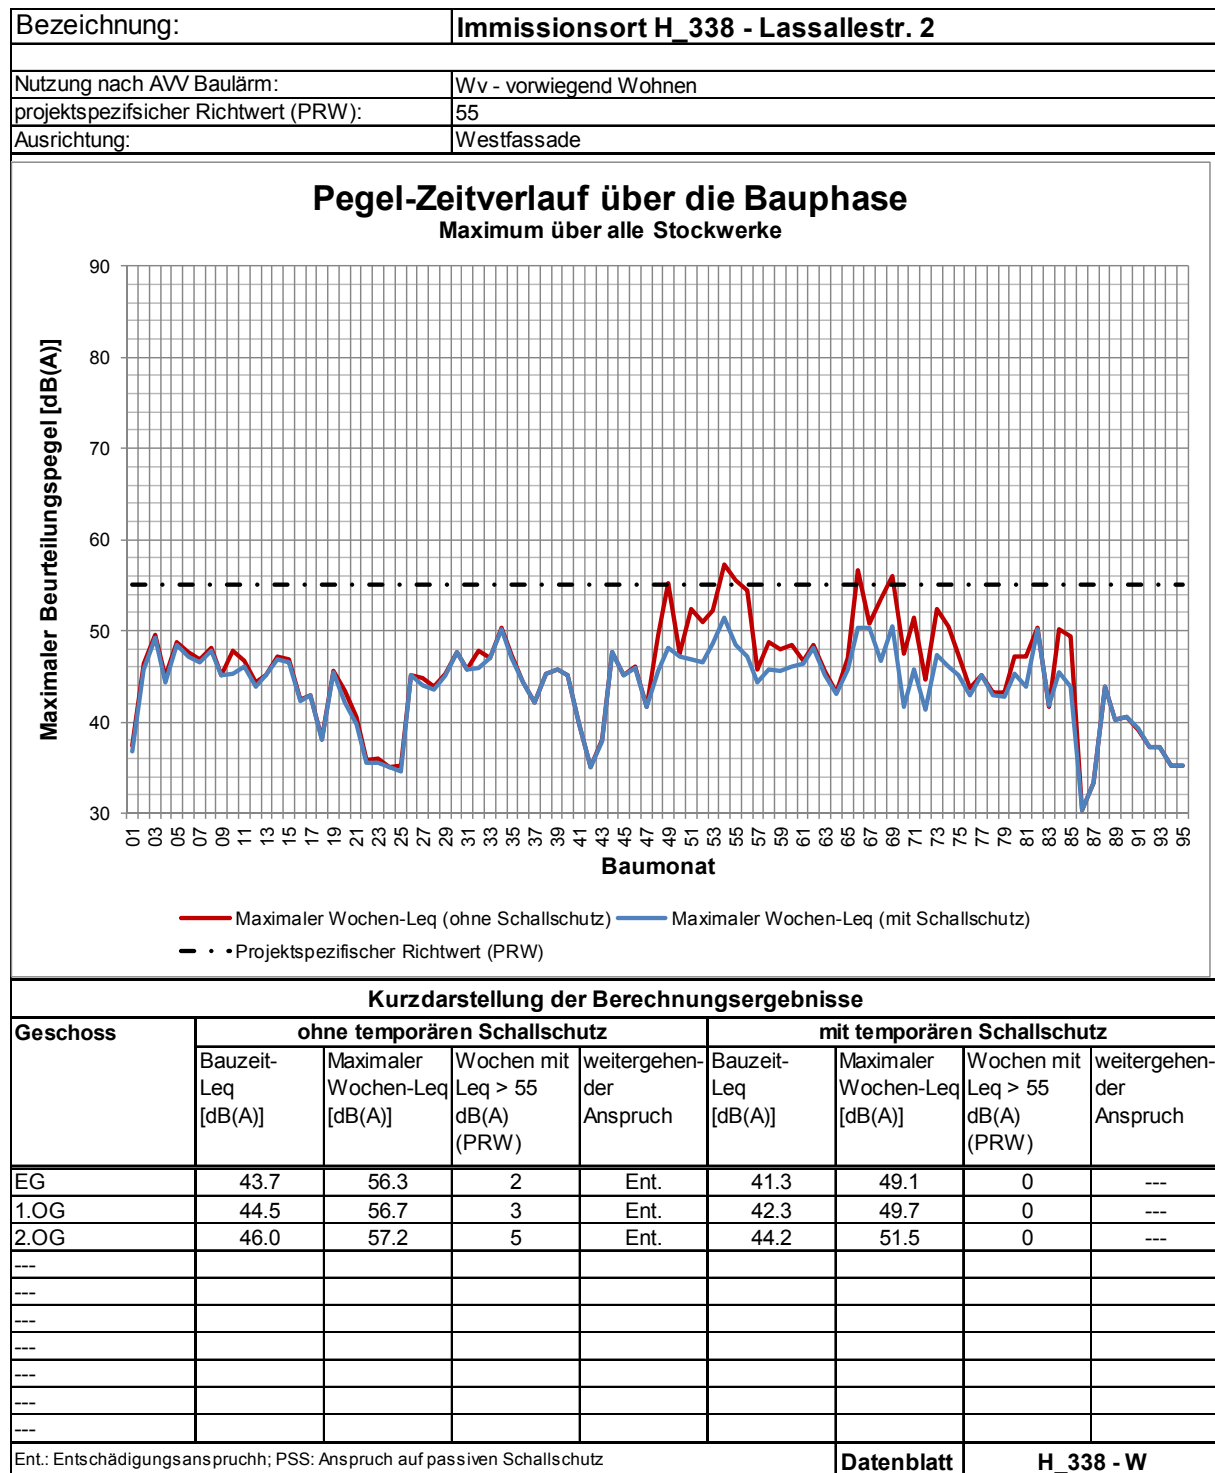 Bezeichnung: Immissionsort H_338 - Lassallestr. 2
Nutzung nach AVV Baulärm: Wv - vorwiegend Wohnen
projektspezifsicher Richtwert (PRW): 55
Ausrichtung: Westfassade
Pegel-Zeitverlauf über die Bauphase
Maximum über alle Stockwerke
Maximaler Beurteilungspegel [dB(A)]
90
80
70
60
50
40
30
01 03 05 07 09 11 13 15 17 19 21 23 25 27 29 31 33 35 37 39 41 43 45 47 49 51 53 55 57 59 61 63 65 67 69 71 73 75 77 79 81 83 85 87 89 91 93 95
Baumonat
Maximaler Wochen-Leq (ohne Schallschutz) Maximaler Wochen-Leq (mit Schallschutz)
Projektspezifischer Richtwert (PRW)
Kurzdarstellung der Berechnungsergebnisse
Geschoss ohne temporären Schallschutz mit temporären Schallschutz
Bauzeit- Maximaler Wochen mit weitergehen- Bauzeit- Maximaler Wochen mit weitergehen-
Leq Wochen-Leq Leq > 55 der Leq Wochen-Leq Leq > 55 der
[dB(A)] [dB(A)] dB(A) Anspruch [dB(A)] [dB(A)] dB(A) Anspruch
(PRW) (PRW)
EG 43.7 56.3 2 Ent. 41.3 49.1 0 ---
1.OG 44.5 56.7 3 Ent. 42.3 49.7 0 ---
2.OG 46.0 57.2 5 Ent. 44.2 51.5 0 ---
---
---
---
---
---
---
---
Ent.: Entschädigungsanspruchh; PSS: Anspruch auf passiven Schallschutz Datenblatt H_338 - W